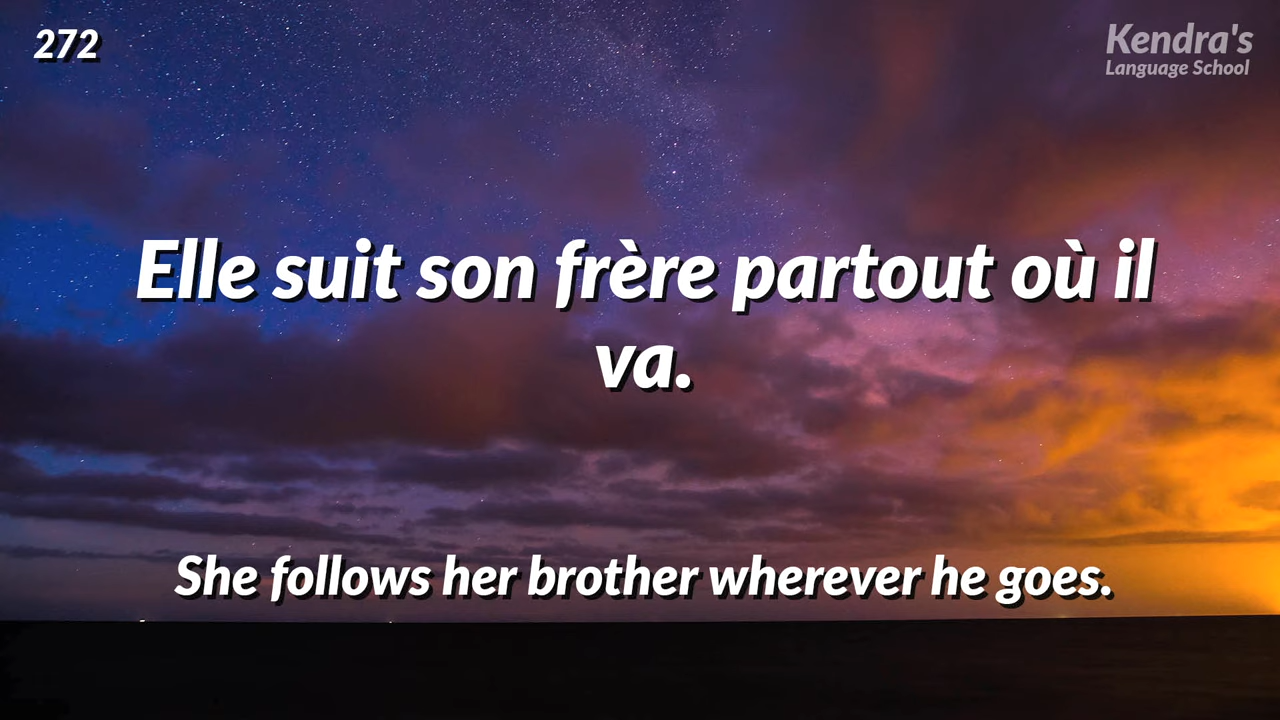 272
Kendra's
Language School
Elle suit son frère partout où il
va.
She follows her brother wherever he goes.